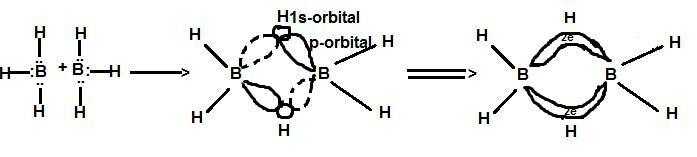 H1s-orbital
p-orbital
H H H H H H
H B + B H B B B B
H H H H H H
H H
2e
2e